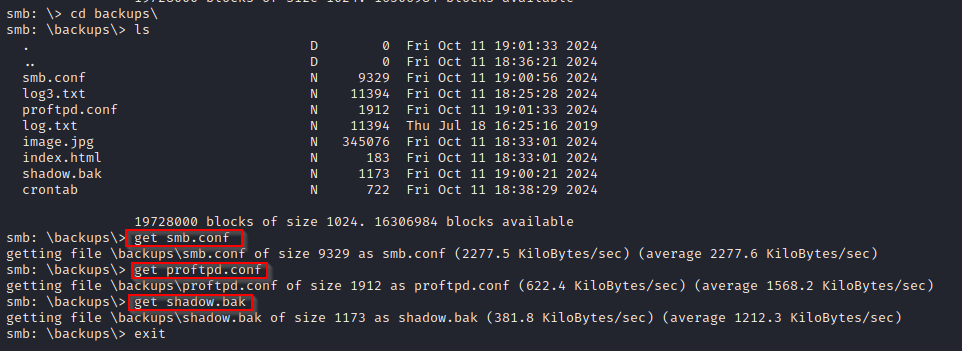 smb: \> cd backups\
smb: \backups\> ls
. D 0 Fri Oct 11 19:01:33 2024
.. D 0 Fri Oct 11 18:36:21 2024
smb.conf N 9329 Fri Oct 11 19:00:56 2024
log3.txt N 11394 Fri Oct 11 18:25:28 2024
proftpd.conf N 1912 Fri Oct 11 19:01:33 2024
log.txt N 11394 Thu Jul 18 16:25:16 2019
image.jpg N 345076 Fri Oct 11 18:33:01 2024
index.html N 183 Fri Oct 11 18:33:01 2024
shadow.bak N 1173 Fri Oct 11 19:00:21 2024
crontab N 722 Fri Oct 11 18:38:29 2024
19728000 blocks of size 1024. 16306984 blocks available
smb: \backups\> get smb.conf
getting file \backups\smb.conf of size 9329 as smb.conf (2277.5 KiloBytes/sec) (average 2277.6 KiloBytes/sec)
smb: \backups\> get proftpd.conf
getting file \backups\proftpd.conf of size 1912 as proftpd.conf (622.4 KiloBytes/sec) (average 1568.2 KiloBytes/sec)
smb: \backups\> get shadow.bak
getting file \backups\shadow.bak of size 1173 as shadow.bak (381.8 KiloBytes/sec) (average 1212.3 KiloBytes/sec)
smb: \backups\> exit